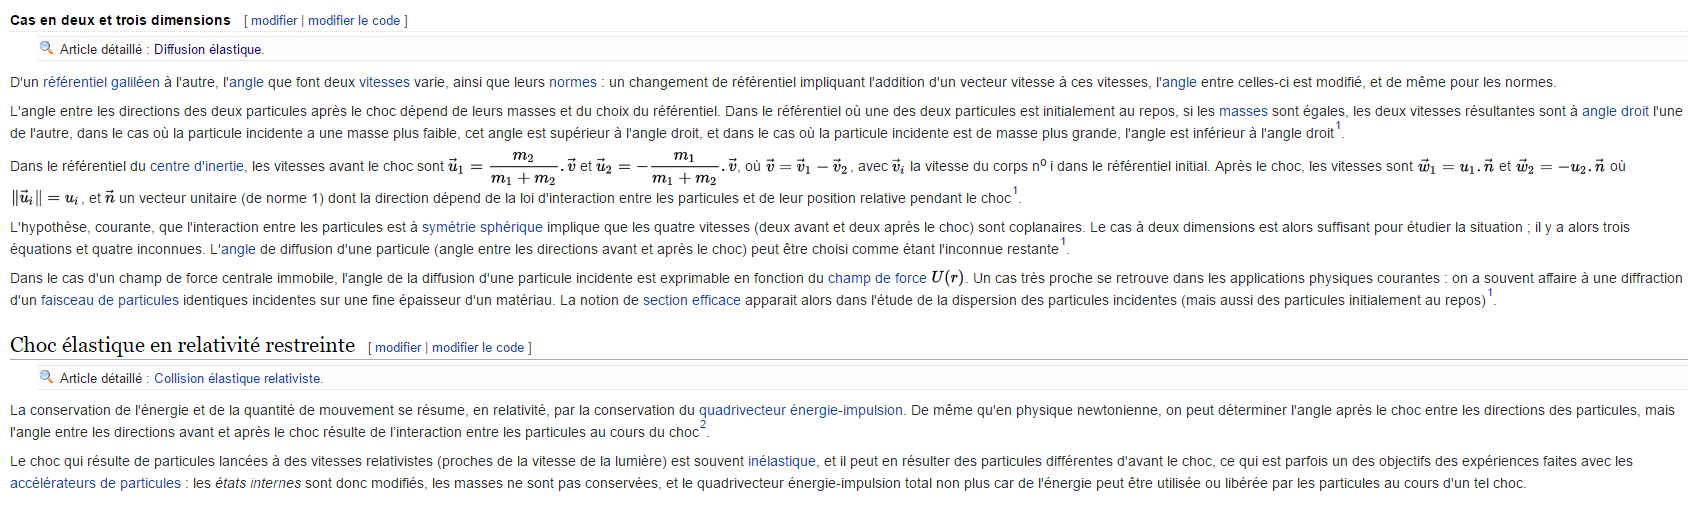 Cas en deux et trois dimensions [ modifier | modifier le code ]
Article détaillé : Diffusion élastique.
D'un référentiel galiléen à l'autre, l'angle que font deux vitesses varie, ainsi que leurs normes : un changement de référentiel impliquant l'addition d'un vecteur vitesse à ces vitesses, l'angle entre celles-ci est modifié, et de même pour les normes.
L'angle entre les directions des deux particules après le choc dépend de leurs masses et du choix du référentiel. Dans le référentiel où une des deux particules est initialement au repos, si les masses sont égales, les deux vitesses résultantes sont à angle droit l'une
de l'autre, dans le cas où la particule incidente a une masse plus faible, cet angle est supérieur à l'angle droit, et dans le cas où la particule incidente est de masse plus grande, l'angle est inférieur à l'angle droit¹.
Dans le référentiel du centre d'inertie, les vitesses avant le choc sont $\vec{u}_1 = \frac{m_2}{m_1 + m_2}.\vec{v}$ et $\vec{u}_2 = -\frac{m_1}{m_1 + m_2}.\vec{v}$, où $\vec{v} = \vec{v}_1 - \vec{v}_2$, avec $\vec{v}_i$ la vitesse du corps nº i dans le référentiel initial. Après le choc, les vitesses sont $\vec{w}_1 = u_1.\vec{n}$ et $\vec{w}_2 = -u_2.\vec{n}$ où
$\|\vec{u}_i\| = u_i$, et $\vec{n}$ un vecteur unitaire (de norme 1) dont la direction dépend de la loi d'interaction entre les particules et de leur position relative pendant le choc¹.
L'hypothèse, courante, que l'interaction entre les particules est à symétrie sphérique implique que les quatre vitesses (deux avant et deux après le choc) sont coplanaires. Le cas à deux dimensions est alors suffisant pour étudier la situation ; il y a alors trois
équations et quatre inconnues. L'angle de diffusion d'une particule (angle entre les directions avant et après le choc) peut être choisi comme étant l'inconnue restante¹.
Dans le cas d'un champ de force centrale immobile, l'angle de la diffusion d'une particule incidente est exprimable en fonction du champ de force $U(r)$. Un cas très proche se retrouve dans les applications physiques courantes : on a souvent affaire à une diffraction
d'un faisceau de particules identiques incidentes sur une fine épaisseur d'un matériau. La notion de section efficace apparait alors dans l'étude de la dispersion des particules incidentes (mais aussi des particules initialement au repos)¹.
Choc élastique en relativité restreinte [ modifier | modifier le code ]
Article détaillé : Collision élastique relativiste.
La conservation de l'énergie et de la quantité de mouvement se résume, en relativité, par la conservation du quadrivecteur énergie-impulsion. De même qu'en physique newtonienne, on peut déterminer l'angle après le choc entre les directions des particules, mais
l'angle entre les directions avant et après le choc résulte de l'interaction entre les particules au cours du choc².
Le choc qui résulte de particules lancées à des vitesses relativistes (proches de la vitesse de la lumière) est souvent inélastique, et il peut en résulter des particules différentes d'avant le choc, ce qui est parfois un des objectifs des expériences faites avec les
accélérateurs de particules : les états internes sont donc modifiés, les masses ne sont pas conservées, et le quadrivecteur énergie-impulsion total non plus car de l'énergie peut être utilisée ou libérée par les particules au cours d'un tel choc.